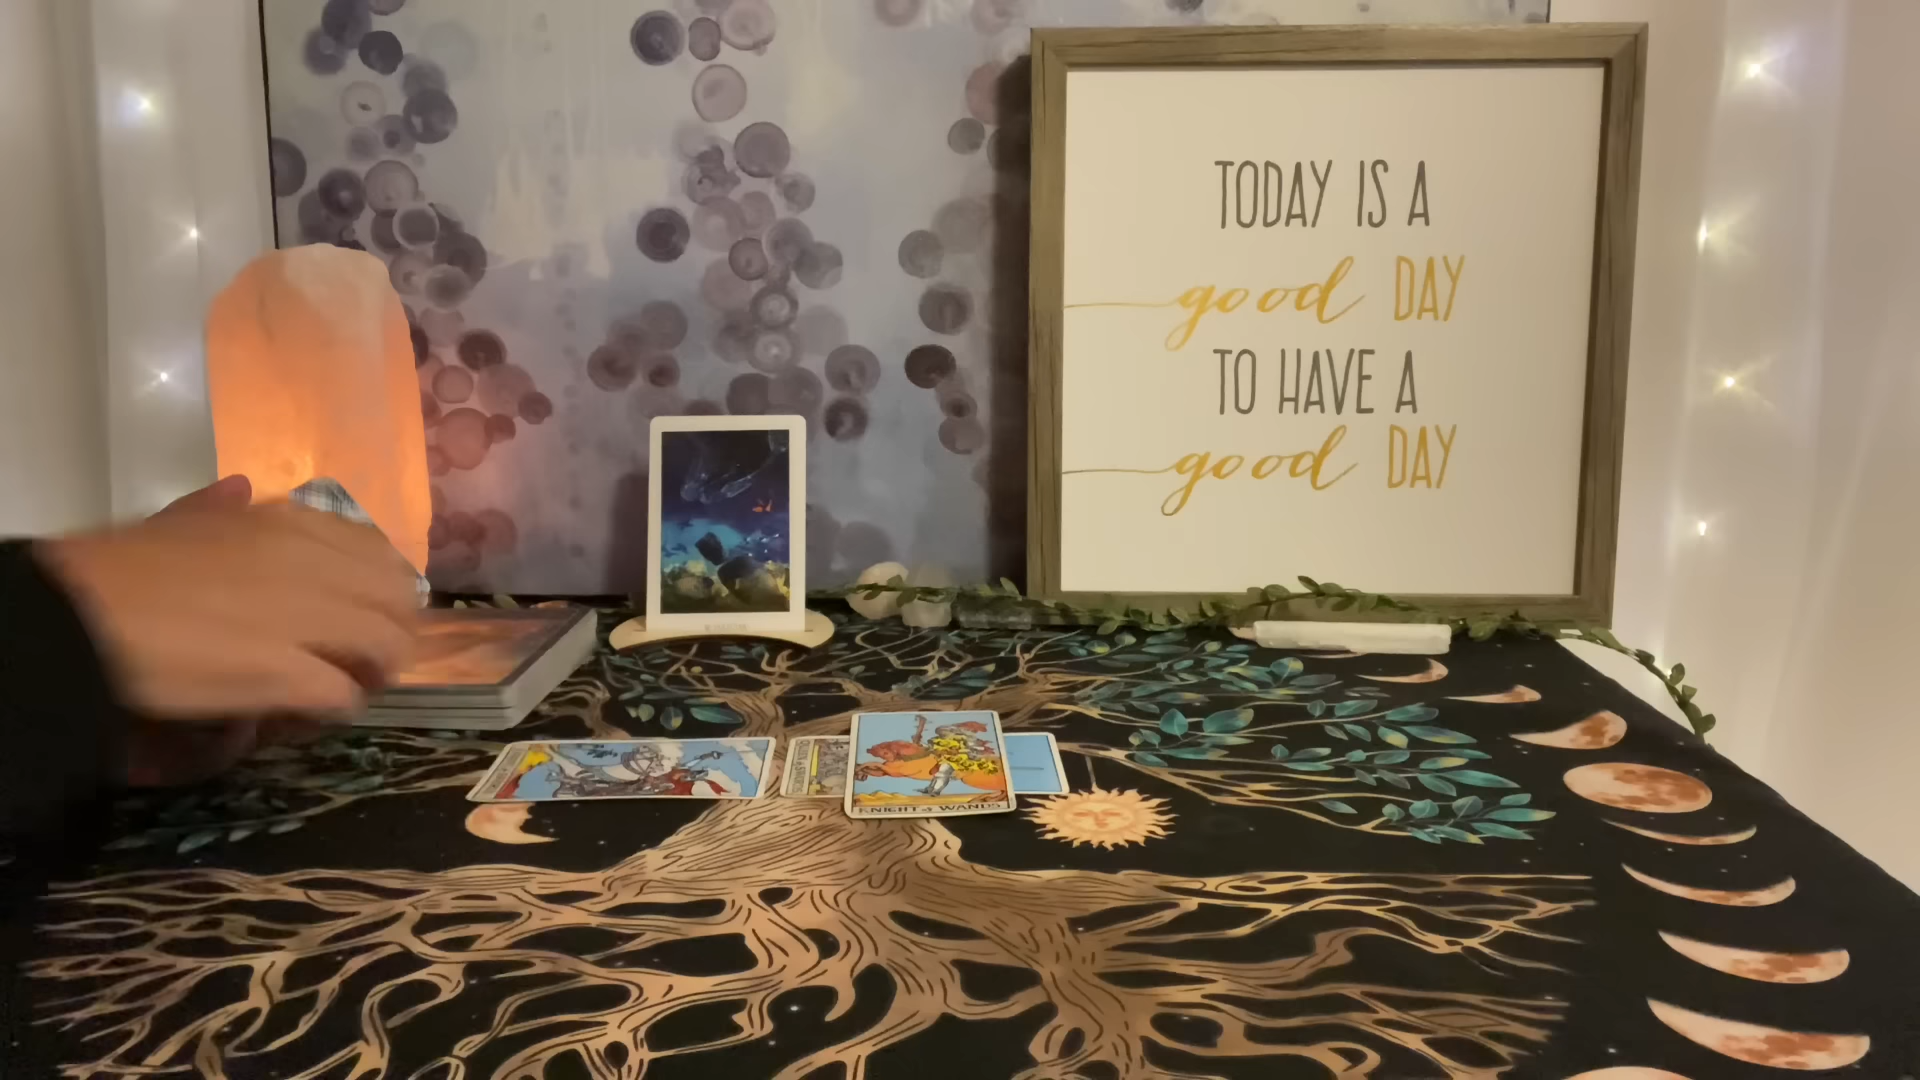 TODAY IS A
good DAY
TO HAVE A
good DAY
KNIGHT of WANDS